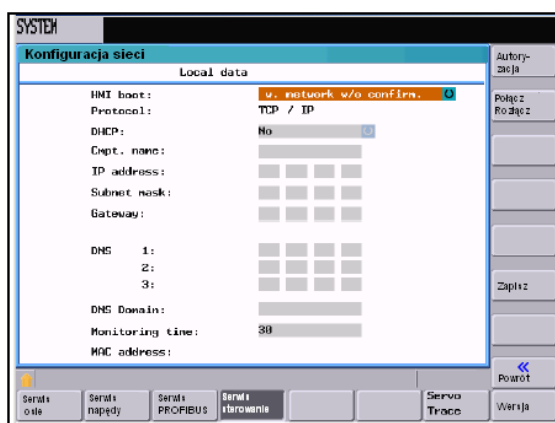 SYSTEM
Konfiguracja sieci
Local data
HMI boot: w. network w/o confirm.
Protocol: TCP / IP
DHCP: No
Cmpt. name:
IP address:
Subnet mask:
Gateway:
DNS 1:
2:
3:
DNS Domain:
Monitoring time: 30
MAC address:
Autory-
zacja
Połącz
Rozłącz
Zapisz
Powrót
Serwis
osie
Serwis
napędy
Serwis
PROFIBUS
Serwis
sterowanie
Servo
Trace
Wersja